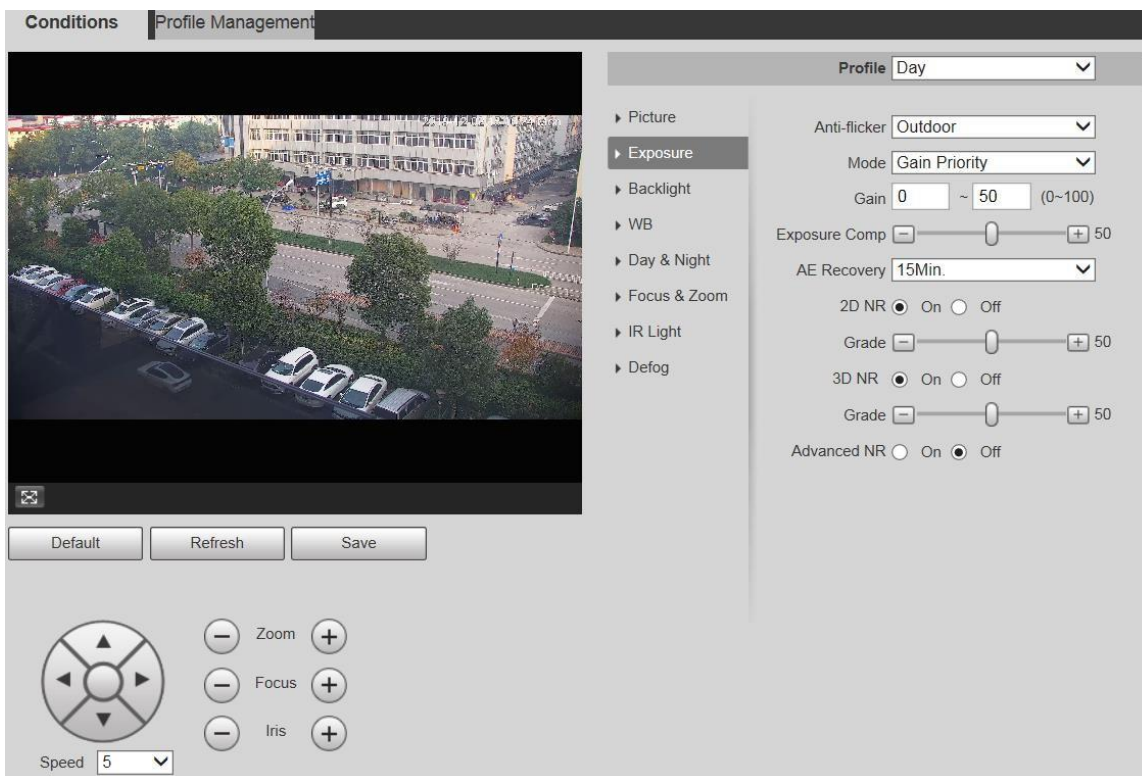 Conditions Profile Management
Profile Day
Picture
Exposure
Backlight
WB
Day & Night
Focus & Zoom
IR Light
Defog
Anti-flicker Outdoor
Mode Gain Priority
Gain 0 ~ 50 (0~100)
Exposure Comp 50
AE Recovery 15Min.
2D NR On Off
Grade 50
3D NR On Off
Grade 50
Advanced NR On Off
Default Refresh Save
Zoom
Focus
Iris
Speed 5